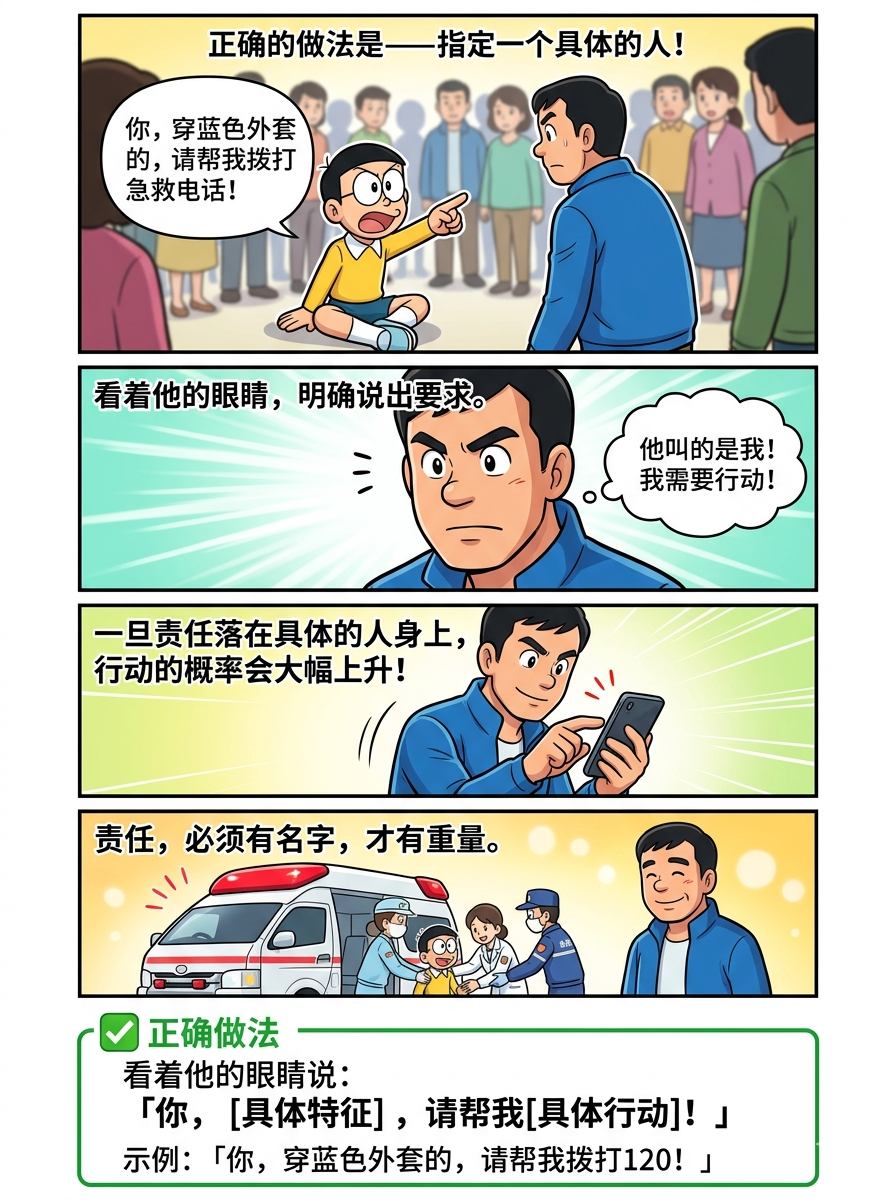 正确的做法是——指定一个具体的人！
你，穿蓝色外套
的，请帮我拨打
急救电话！
看着他的眼睛，明确说出要求。
他叫的是我！
我需要行动！
一旦责任落在具体的人身上，
行动的概率会大幅上升！
责任，必须有名字，才有重量。
正确做法
看着他的眼睛说：
「你， [具体特征] ，请帮我[具体行动]！」
示例：「你，穿蓝色外套的，请帮我拨打120！」